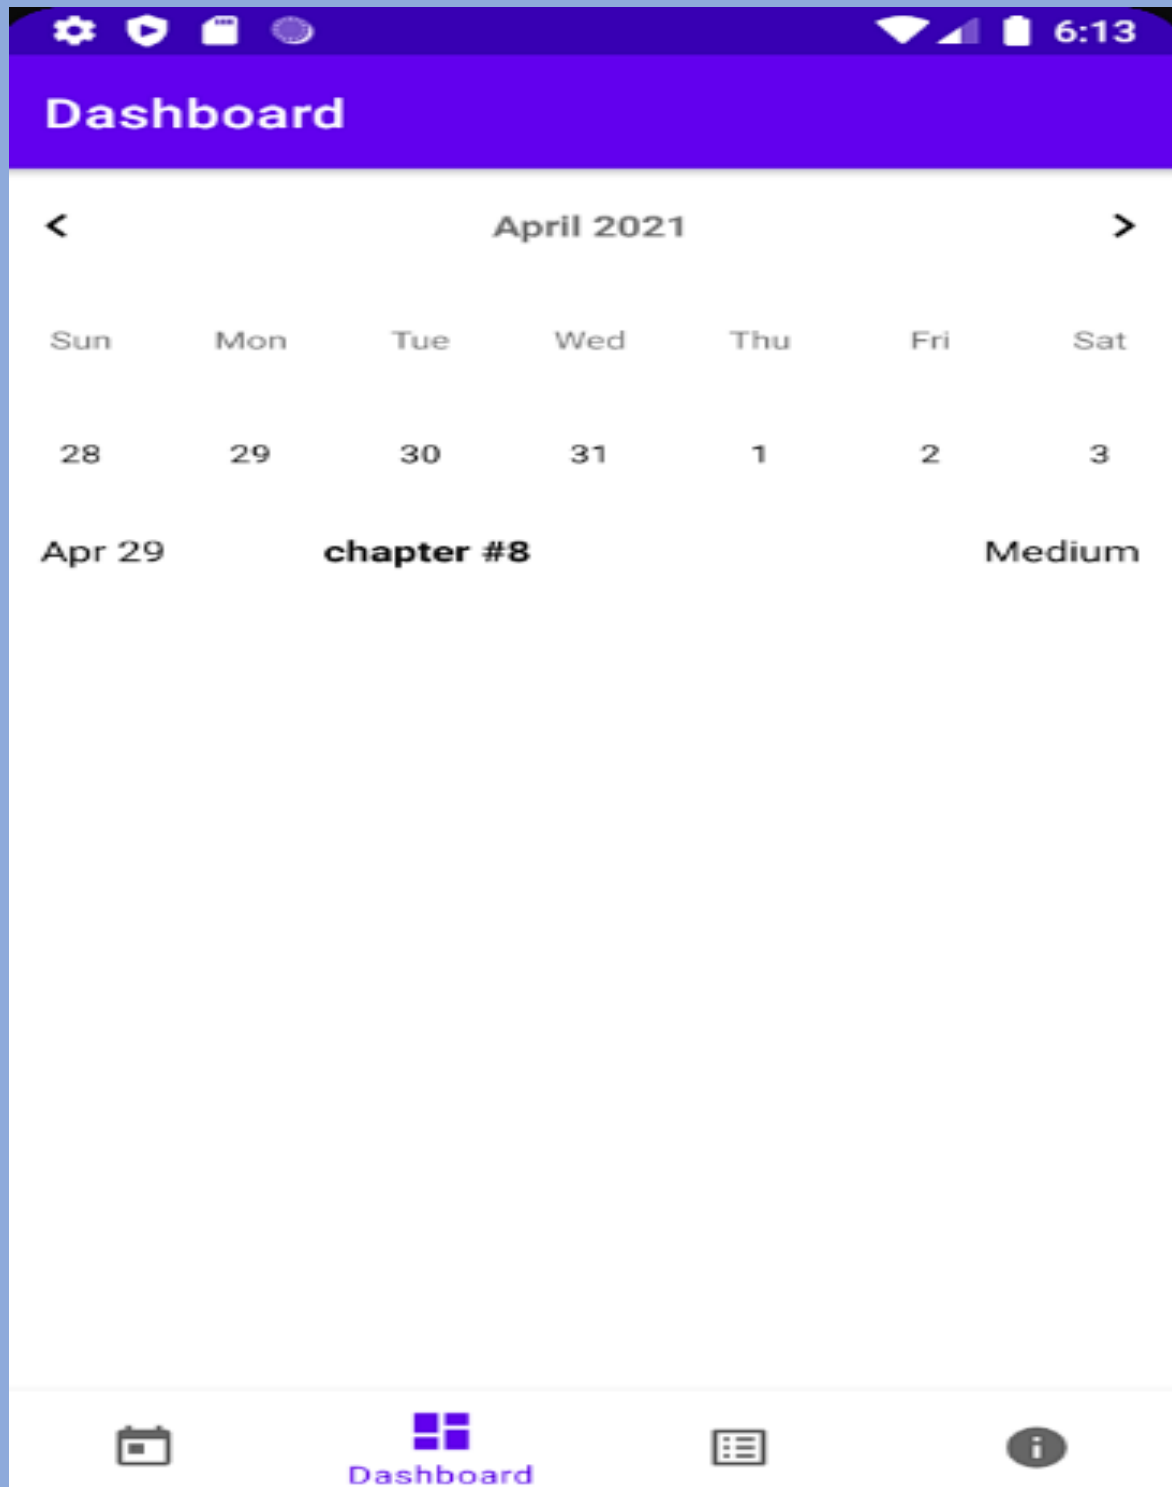 6:13
Dashboard
< April 2021 >
Sun Mon Tue Wed Thu Fri Sat
28 29 30 31 1 2 3
Apr 29 chapter #8 Medium
Dashboard